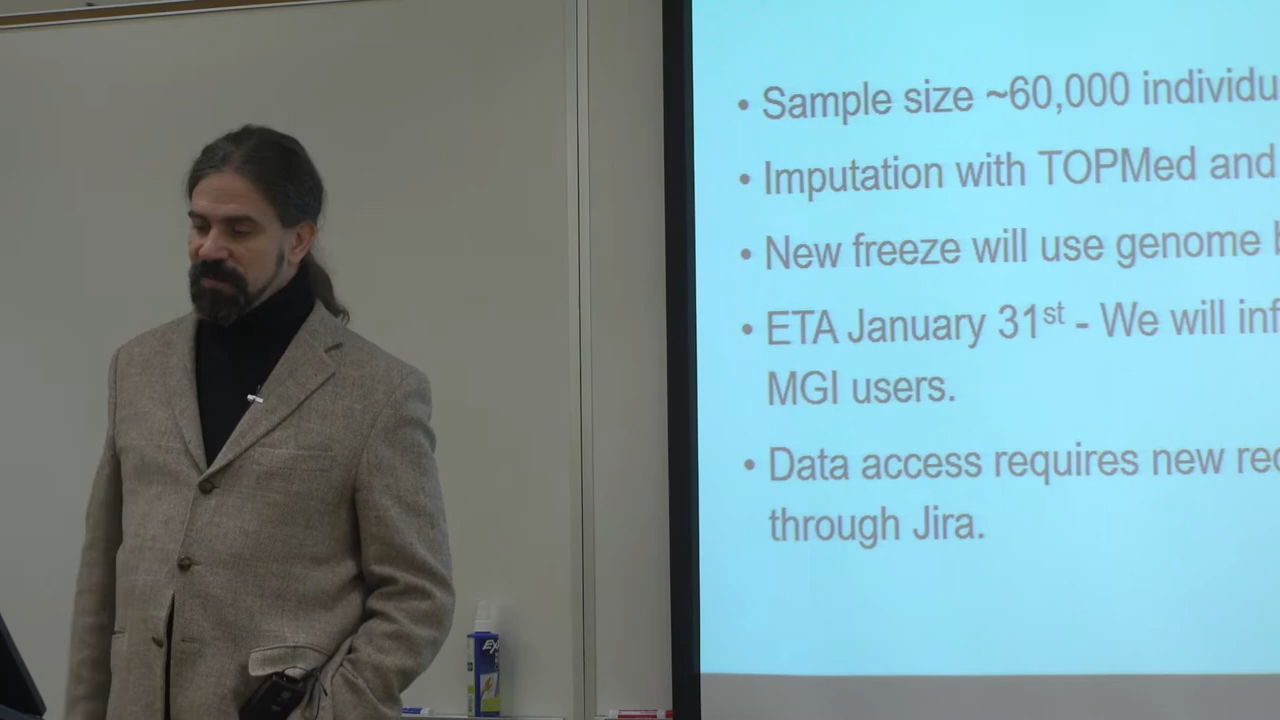 • Sample size ~60,000 individu
• Imputation with TOPMed and
• New freeze will use genome
• ETA January 31st - We will inf
MGI users.
• Data access requires new rec
through Jira.